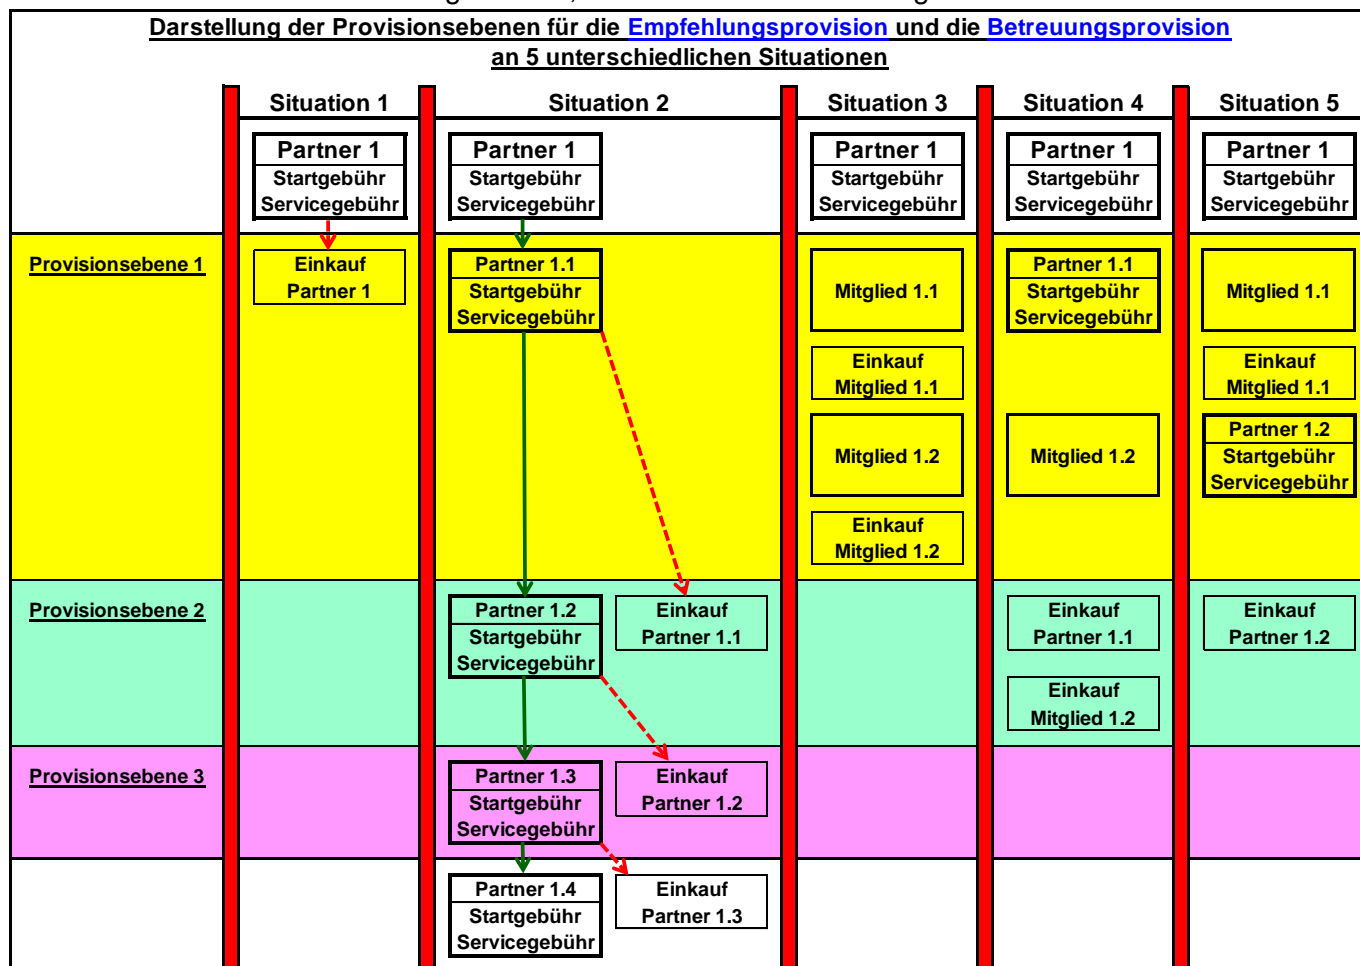 Darstellung der Provisionsebenen für die Empfehlungsprovision und die Betreuungsprovision
an 5 unterschiedlichen Situationen
Situation 1
Situation 2
Situation 3
Situation 4
Situation 5
Partner 1
Startgebühr
Servicegebühr
Partner 1
Startgebühr
Servicegebühr
Partner 1
Startgebühr
Servicegebühr
Partner 1
Startgebühr
Servicegebühr
Partner 1
Startgebühr
Servicegebühr
Provisionsebene 1
Einkauf
Partner 1
Partner 1.1
Startgebühr
Servicegebühr
Mitglied 1.1
Einkauf
Mitglied 1.1
Mitglied 1.2
Einkauf
Mitglied 1.2
Partner 1.1
Startgebühr
Servicegebühr
Mitglied 1.2
Mitglied 1.1
Einkauf
Mitglied 1.1
Partner 1.2
Startgebühr
Servicegebühr
Provisionsebene 2
Partner 1.2
Startgebühr
Servicegebühr
Einkauf
Partner 1.1
Einkauf
Partner 1.1
Einkauf
Mitglied 1.2
Einkauf
Partner 1.2
Provisionsebene 3
Partner 1.3
Startgebühr
Servicegebühr
Einkauf
Partner 1.2
Partner 1.4
Startgebühr
Servicegebühr
Einkauf
Partner 1.3